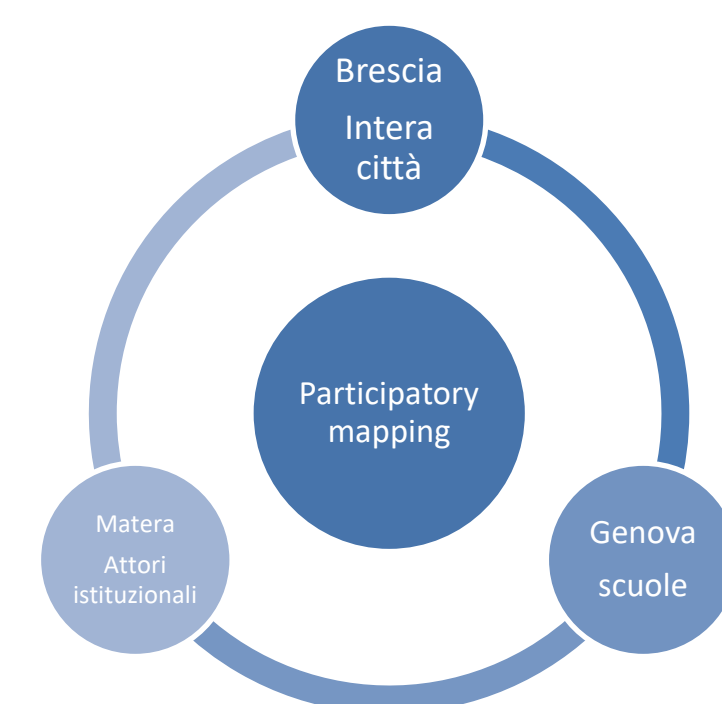 Brescia
Intera
città
Participatory
mapping
Matera
Attori
istituzionali
Genova
scuole